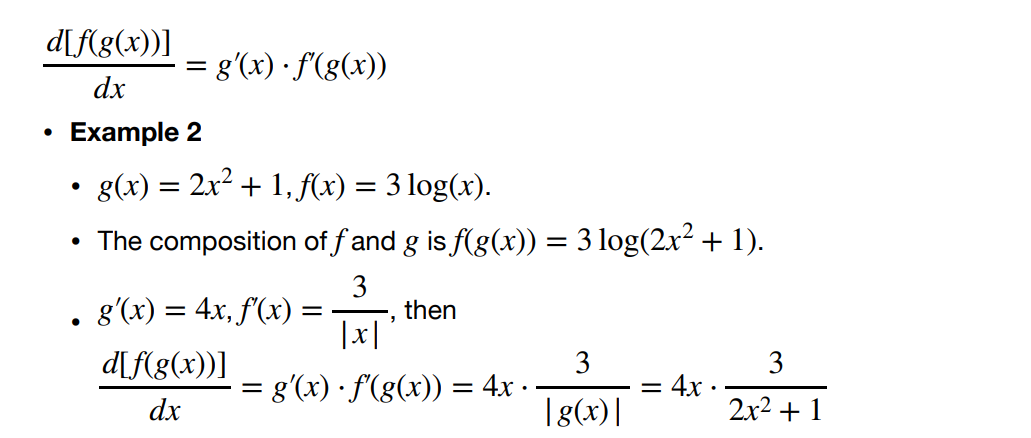 d[f(g(x))]/dx = g′(x) · f′(g(x))
• Example 2
• g(x) = 2x² + 1, f(x) = 3 log(x).
• The composition of f and g is f(g(x)) = 3 log(2x² + 1).
• g′(x) = 4x, f′(x) = 3/|x|, then
d[f(g(x))]/dx = g′(x) · f′(g(x)) = 4x · 3/|g(x)| = 4x · 3/(2x² + 1)